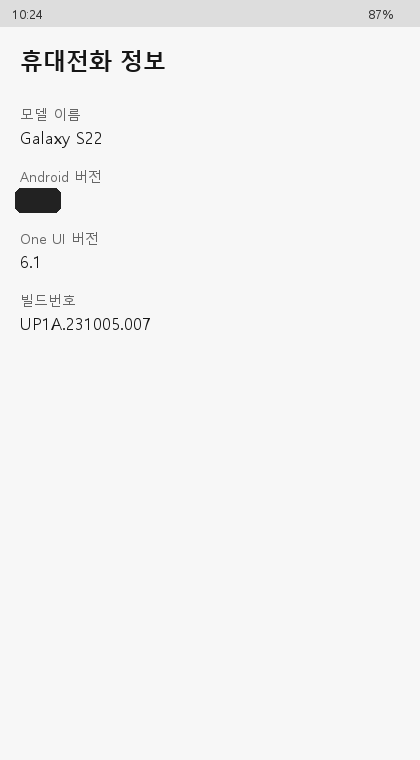 10:24 87%
휴대전화 정보
모델 이름
Galaxy S22
Android 버전
One UI 버전
6.1
빌드번호
UP1A.231005.007